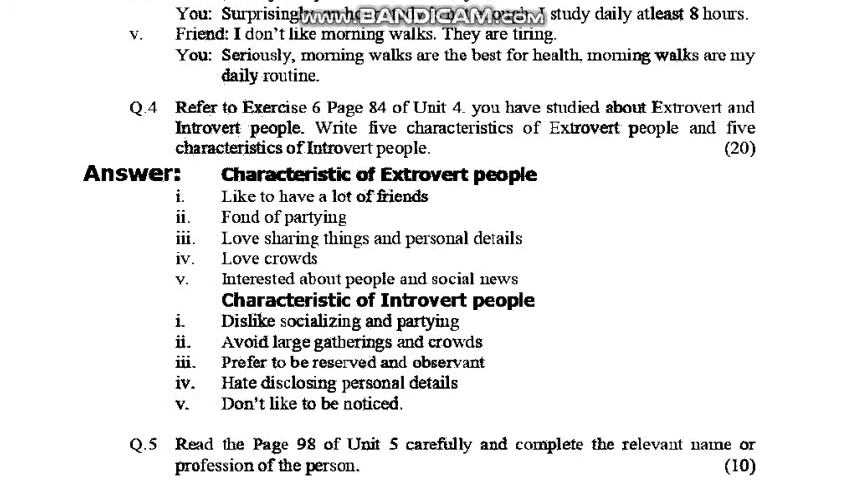 You: Surprisingly I study daily atleast 8 hours.
www.BANDICAM.com
v. Friend: I don't like morning walks. They are tiring.
You: Seriously, morning walks are the best for health, morning walks are my
daily routine.
Q.4 Refer to Exercise 6 Page 84 of Unit 4. you have studied about Extrovert and
Introvert people. Write five characteristics of Extrovert people and five
characteristics of Introvert people. (20)
Answer: Characteristic of Extrovert people
i. Like to have a lot of friends
ii. Fond of partying
iii. Love sharing things and personal details
iv. Love crowds
v. Interested about people and social news
Characteristic of Introvert people
i. Dislike socializing and partying
ii. Avoid large gatherings and crowds
iii. Prefer to be reserved and observant
iv. Hate disclosing personal details
v. Don't like to be noticed.
Q.5 Read the Page 98 of Unit 5 carefully and complete the relevant name or
profession of the person. (10)